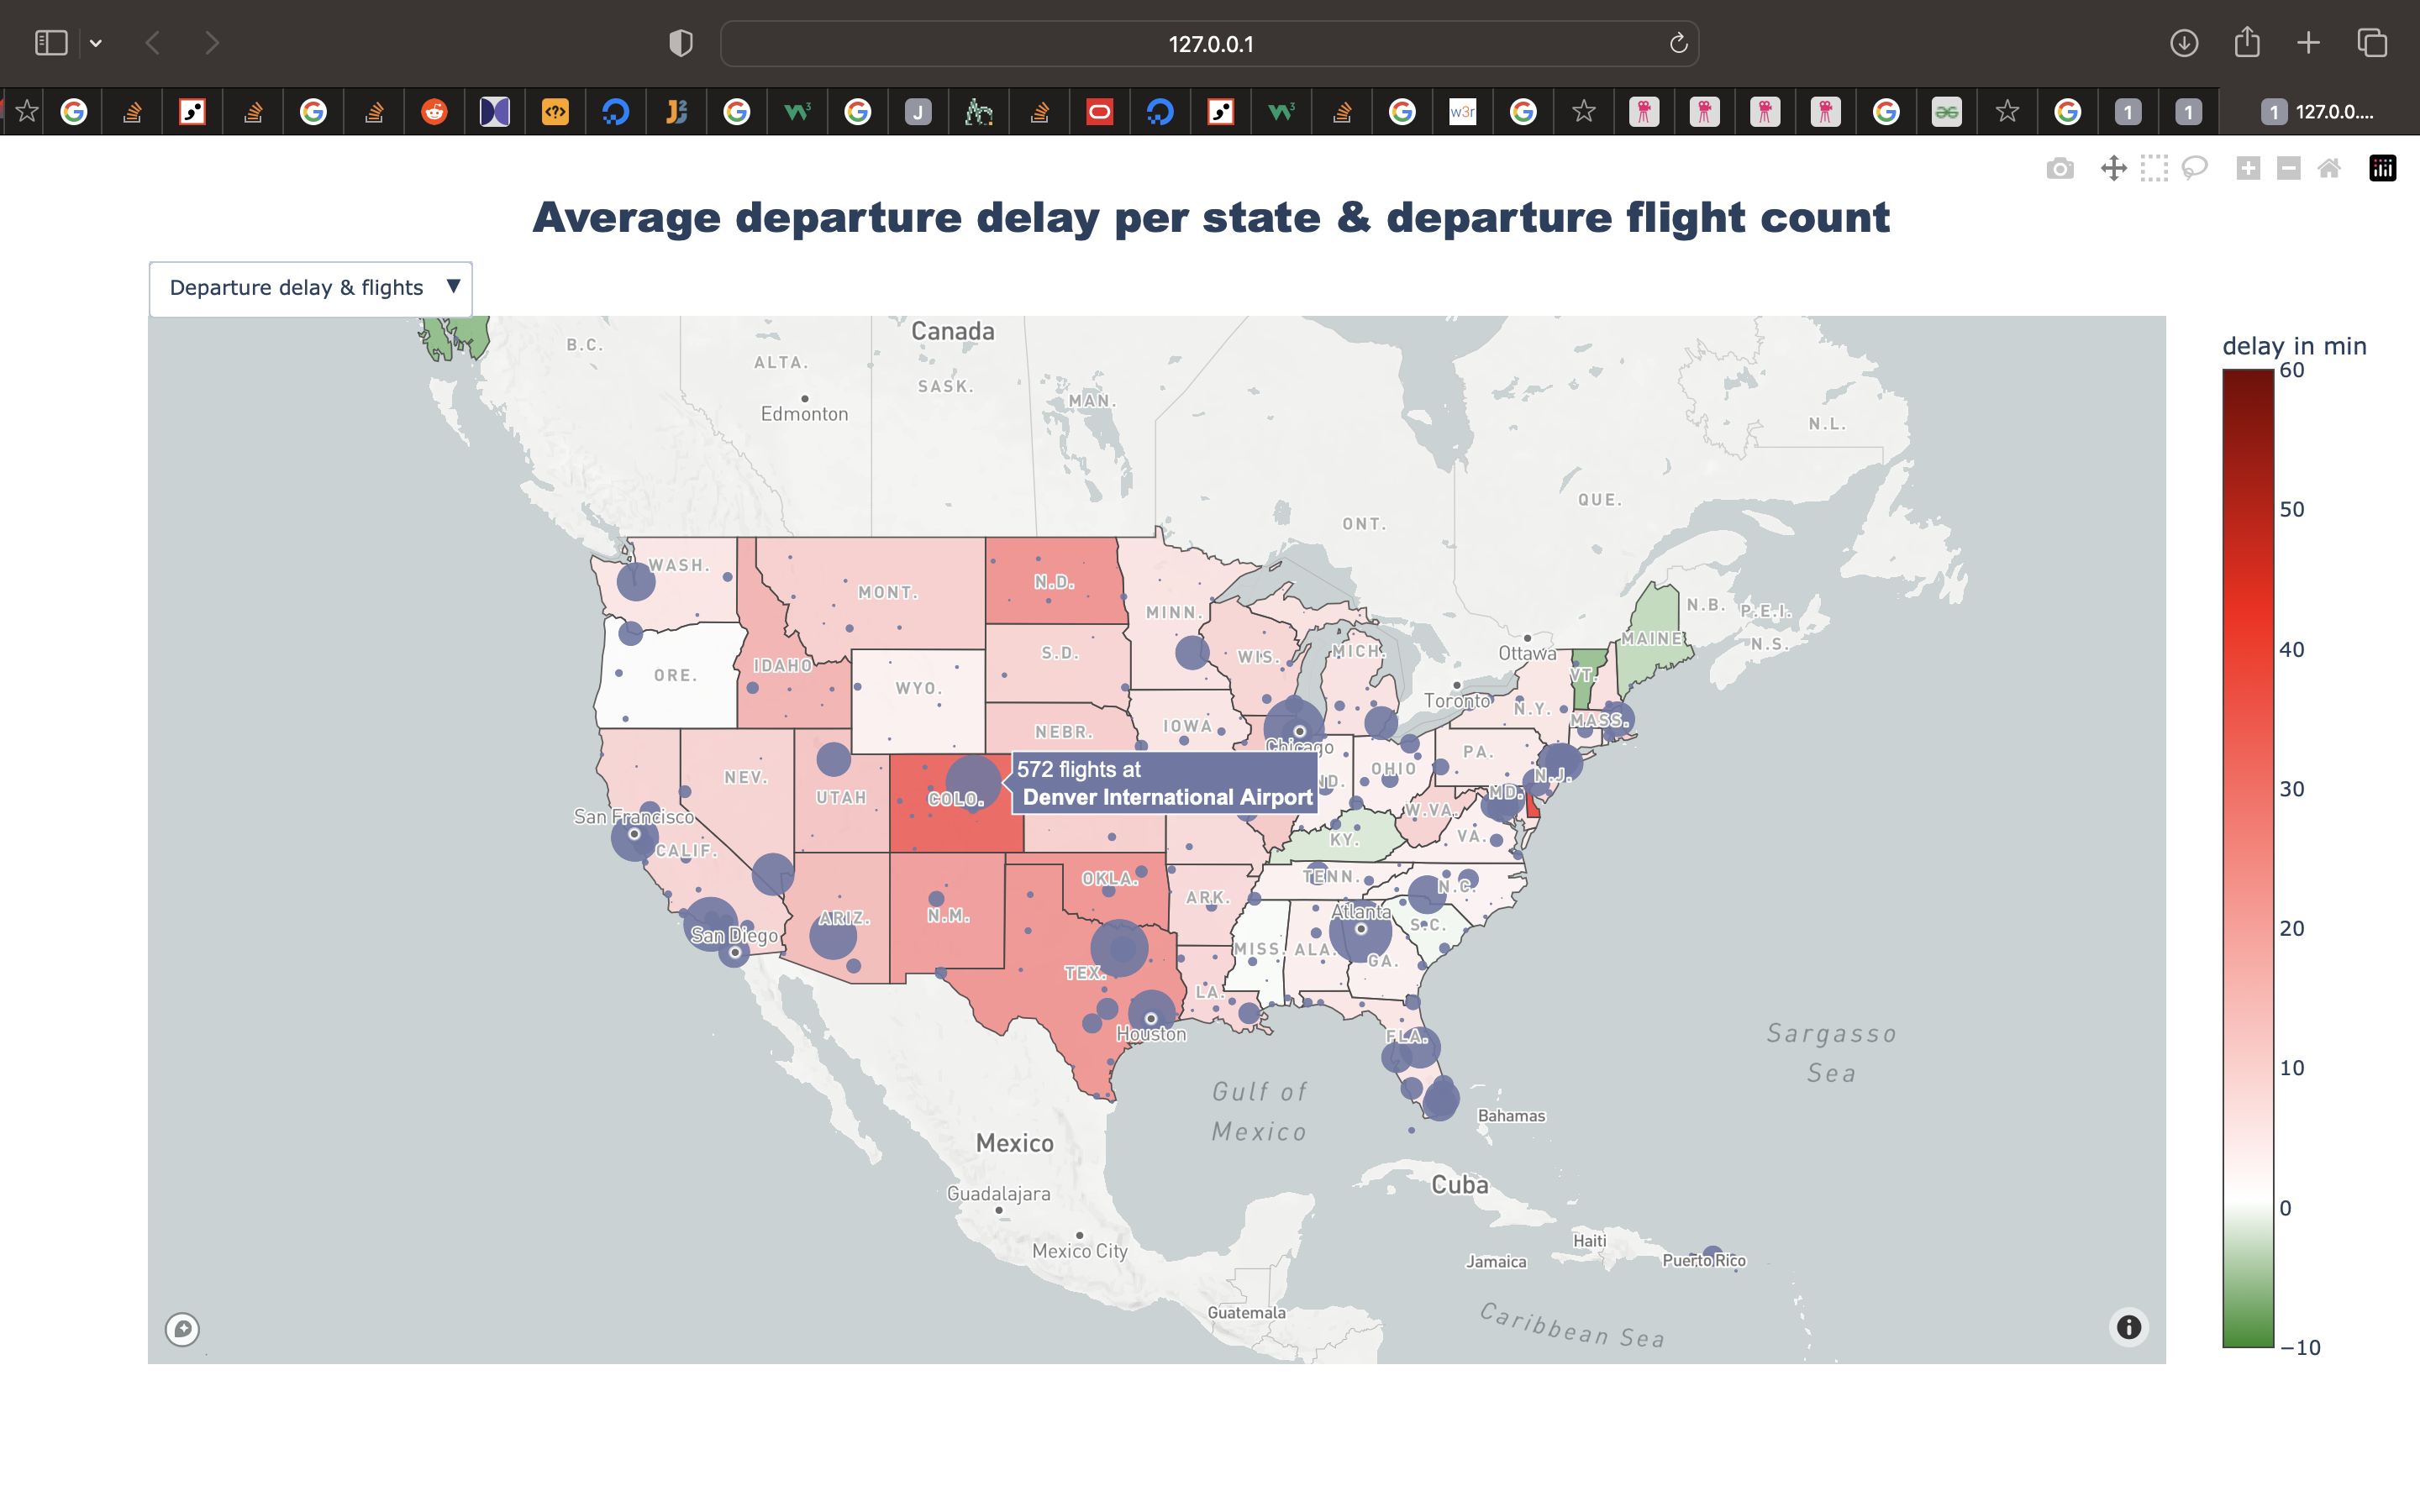 127.0.0.1
J
w3r
1
1
1 127.0.0....
Average departure delay per state & departure flight count
Departure delay & flights ▼
Canada
B.C.
ALTA.
SASK.
MAN.
Edmonton
N.L.
QUE.
ONT.
WASH.
MONT.
N.D.
MINN.
N.B.
P.E.I.
MAINE
N.S.
ORE.
IDAHO
WYO.
S.D.
WIS.
MICH.
Ottawa
VT.
Toronto
N.Y.
MASS.
NEBR.
IOWA
Chicago
PA.
OHIO
N.J.
NEV.
UTAH
COLO.
572 flights at
Denver International Airport
ND.
MD.
W.VA.
San Francisco
CALIF.
KY.
VA.
OKLA.
TENN.
N.C.
ARIZ.
N.M.
ARK.
Atlanta
S.C.
San Diego
MISS.
ALA.
GA.
TEX.
LA.
Houston
FLA.
Gulf of
Mexico
Sargasso
Sea
Bahamas
Mexico
Guadalajara
Cuba
Mexico City
Haiti
Jamaica
Puerto Rico
Guatemala
Caribbean Sea
delay in min
60
50
40
30
20
10
0
−10